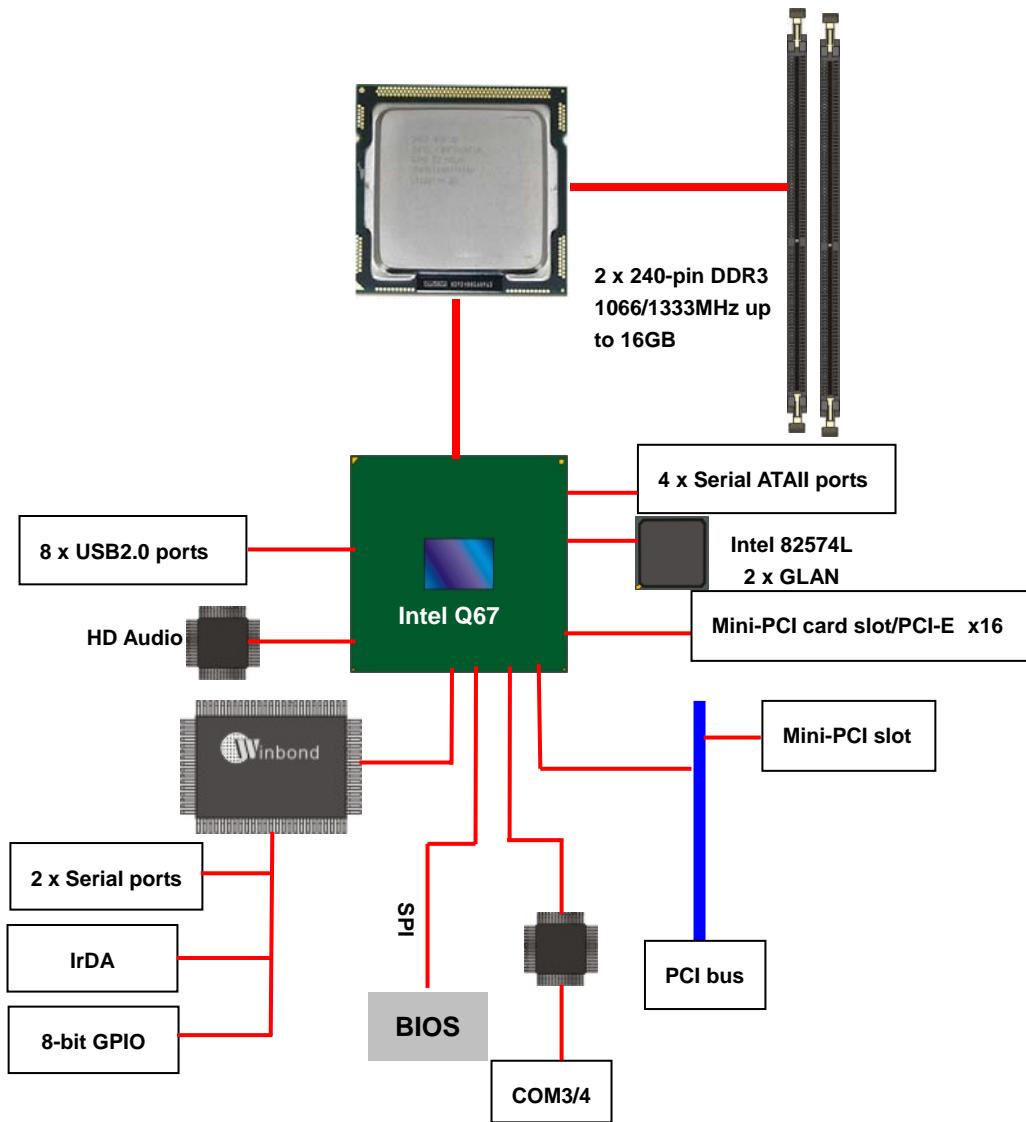 2 x 240-pin DDR3
1066/1333MHz up
to 16GB
4 x Serial ATAII ports
8 x USB2.0 ports
Intel 82574L
2 x GLAN
Intel Q67
HD Audio
Mini-PCI card slot/PCI-E x16
Winbond
Mini-PCI slot
2 x Serial ports
SPI
IrDA
PCI bus
8-bit GPIO
BIOS
COM3/4